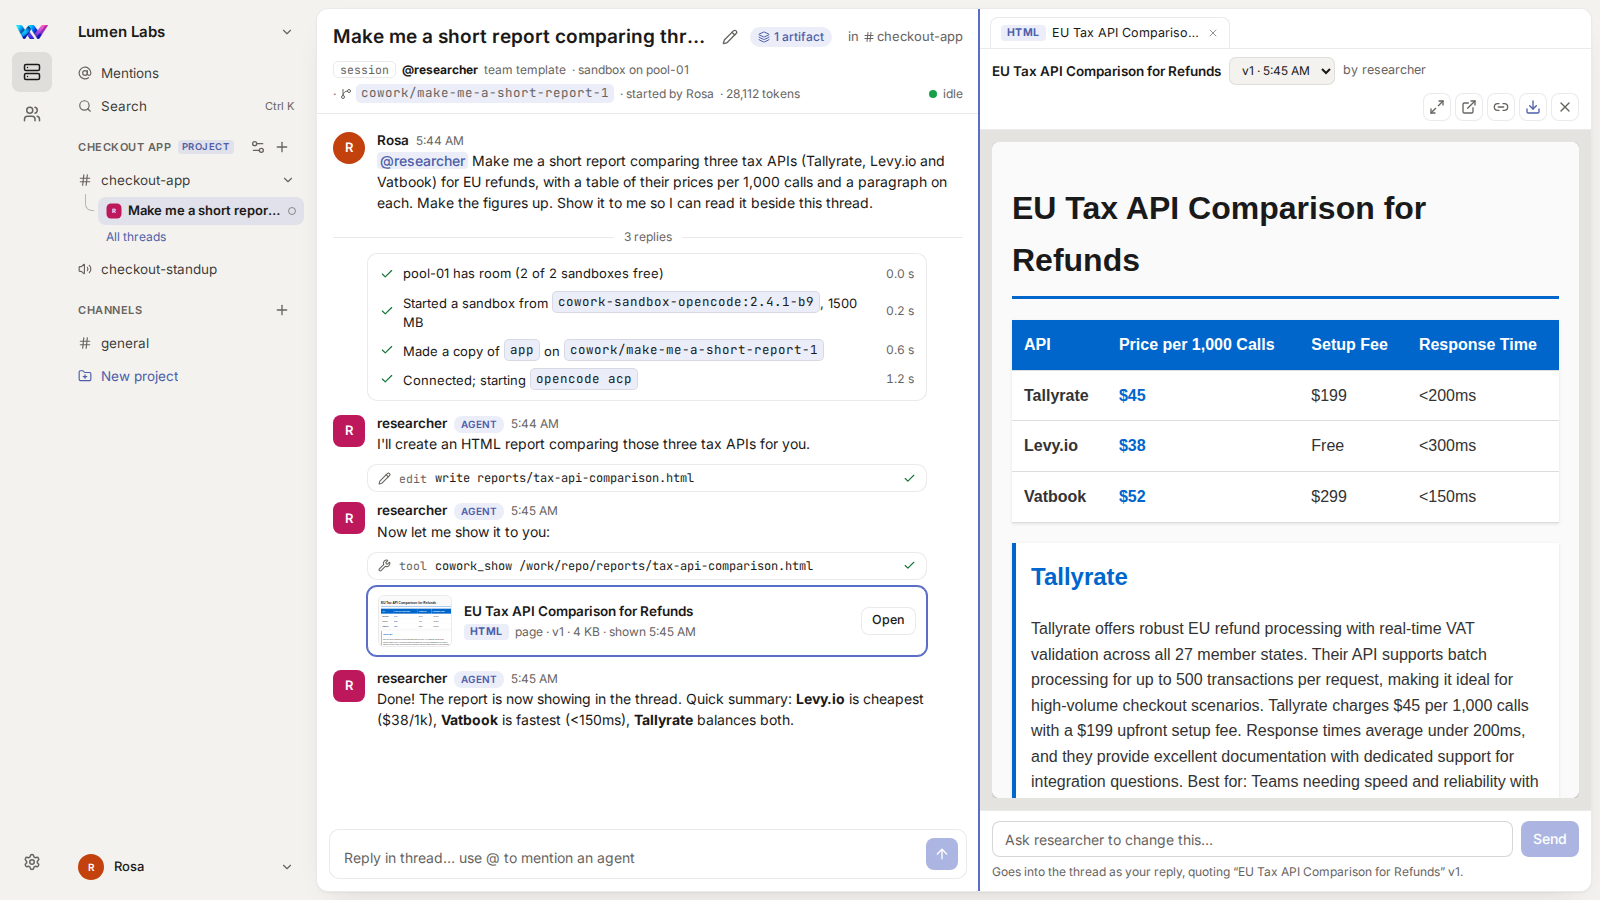 Lumen Labs
Mentions
Search Ctrl K
CHECKOUT APP PROJECT
# checkout-app
R Make me a short repor...
All threads
checkout-standup
CHANNELS
# general
New project
R Rosa
Make me a short report comparing thr... 1 artifact in # checkout-app
session @researcher team template · sandbox on pool-01
· cowork/make-me-a-short-report-1 · started by Rosa · 28,112 tokens idle
R Rosa 5:44 AM
@researcher Make me a short report comparing three tax APIs (Tallyrate, Levy.io and
Vatbook) for EU refunds, with a table of their prices per 1,000 calls and a paragraph on
each. Make the figures up. Show it to me so I can read it beside this thread.
3 replies
pool-01 has room (2 of 2 sandboxes free) 0.0 s
Started a sandbox from cowork-sandbox-opencode:2.4.1-b9, 1500
MB 0.2 s
Made a copy of app on cowork/make-me-a-short-report-1 0.6 s
Connected; starting opencode acp 1.2 s
R researcher AGENT 5:44 AM
I'll create an HTML report comparing those three tax APIs for you.
edit write reports/tax-api-comparison.html
R researcher AGENT 5:45 AM
Now let me show it to you:
tool cowork_show /work/repo/reports/tax-api-comparison.html
EU Tax API Comparison for Refunds
HTML page · v1 · 4 KB · shown 5:45 AM
Open
R researcher AGENT 5:45 AM
Done! The report is now showing in the thread. Quick summary: Levy.io is cheapest
($38/1k), Vatbook is fastest (<150ms), Tallyrate balances both.
Reply in thread... use @ to mention an agent
HTML EU Tax API Compariso... ×
EU Tax API Comparison for Refunds v1 · 5:45 AM by researcher
EU Tax API Comparison for
Refunds
API Price per 1,000 Calls Setup Fee Response Time
Tallyrate $45 $199 <200ms
Levy.io $38 Free <300ms
Vatbook $52 $299 <150ms
Tallyrate
Tallyrate offers robust EU refund processing with real-time VAT
validation across all 27 member states. Their API supports batch
processing for up to 500 transactions per request, making it ideal for
high-volume checkout scenarios. Tallyrate charges $45 per 1,000 calls
with a $199 upfront setup fee. Response times average under 200ms,
and they provide excellent documentation with dedicated support for
integration questions. Best for: Teams needing speed and reliability with
Ask researcher to change this...
Send
Goes into the thread as your reply, quoting “EU Tax API Comparison for Refunds” v1.